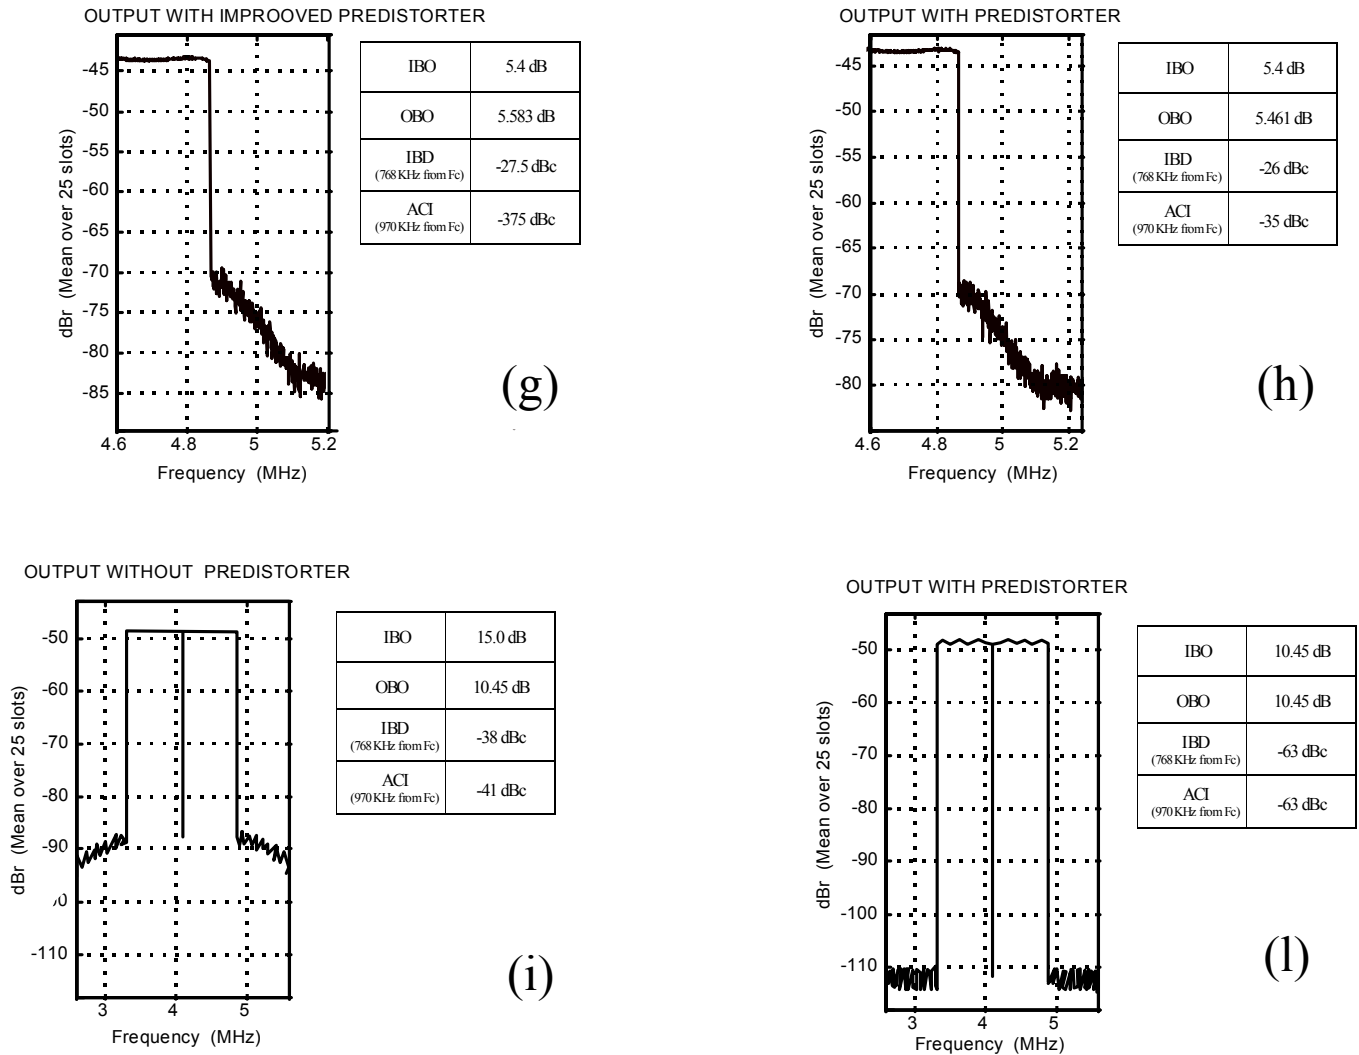 OUTPUT WITH IMPROOVED PREDISTORTER
-45
-50
-55
-60
-65
-70
-75
-80
-85
dBr (Mean over 25 slots)
4.6 4.8 5 5.2
Frequency (MHz)
IBO 5.4 dB
OBO 5.583 dB
IBD -27.5 dBc
(768 KHz from Fc)
ACI -375 dBc
(970 KHz from Fc)
(g)
OUTPUT WITH PREDISTORTER
-45
-50
-55
-60
-65
-70
-75
-80
dBr (Mean over 25 slots)
4.6 4.8 5 5.2
Frequency (MHz)
IBO 5.4 dB
OBO 5.461 dB
IBD -26 dBc
(768 KHz from Fc)
ACI -35 dBc
(970 KHz from Fc)
(h)
OUTPUT WITHOUT PREDISTORTER
-50
-60
-70
-80
-90
-110
dBr (Mean over 25 slots)
3 4 5
Frequency (MHz)
IBO 15.0 dB
OBO 10.45 dB
IBD -38 dBc
(768 KHz from Fc)
ACI -41 dBc
(970 KHz from Fc)
(i)
OUTPUT WITH PREDISTORTER
-50
-60
-70
-80
-90
-100
-110
dBr (Mean over 25 slots)
3 4 5
Frequency (MHz)
IBO 10.45 dB
OBO 10.45 dB
IBD -63 dBc
(768 KHz from Fc)
ACI -63 dBc
(970 KHz from Fc)
(l)